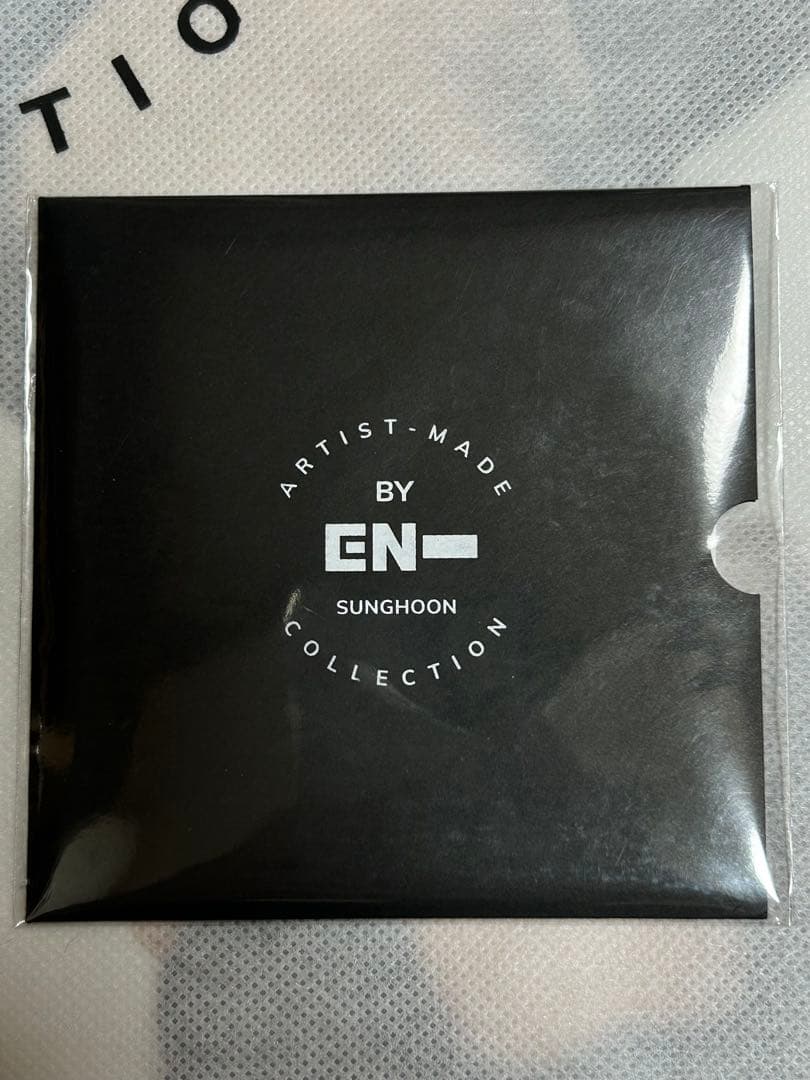 TIO
ARTIST-MADE
BY
EN-
SUNGHOON
COLLECTION